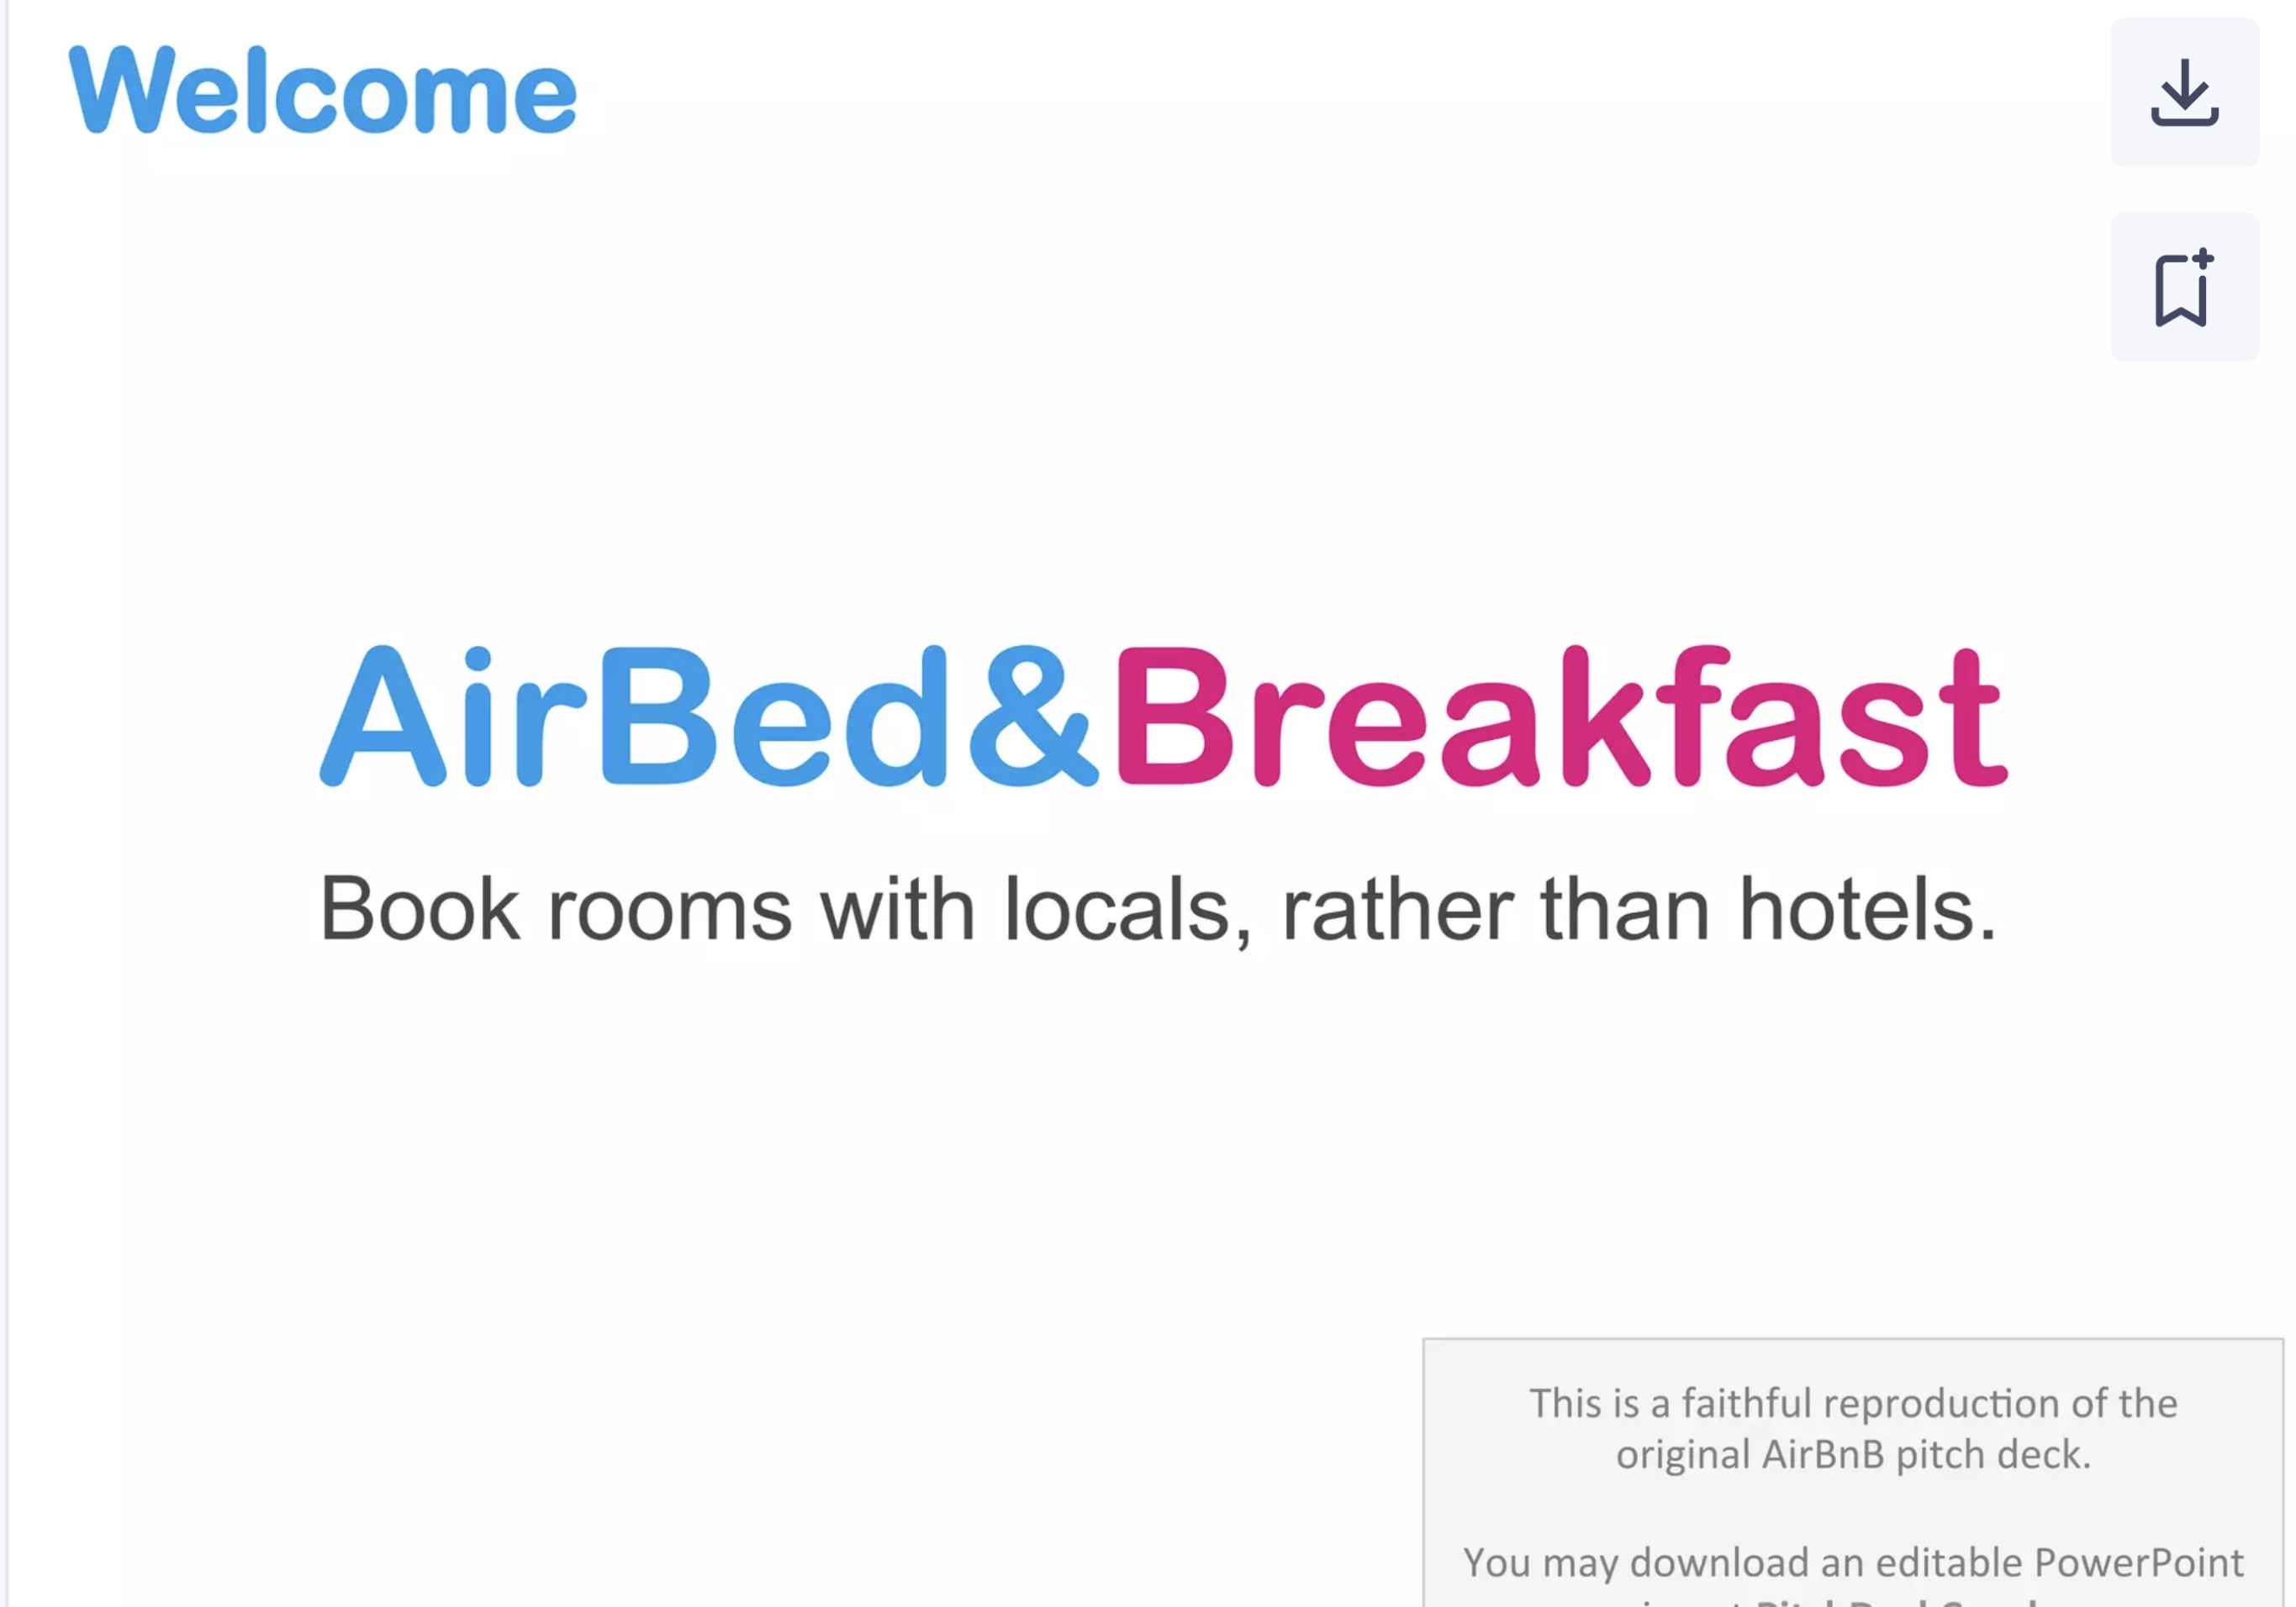 Welcome
AirBed&Breakfast
Book rooms with locals, rather than hotels.
This is a faithful reproduction of the
original AirBnB pitch deck.
You may download an editable PowerPoint